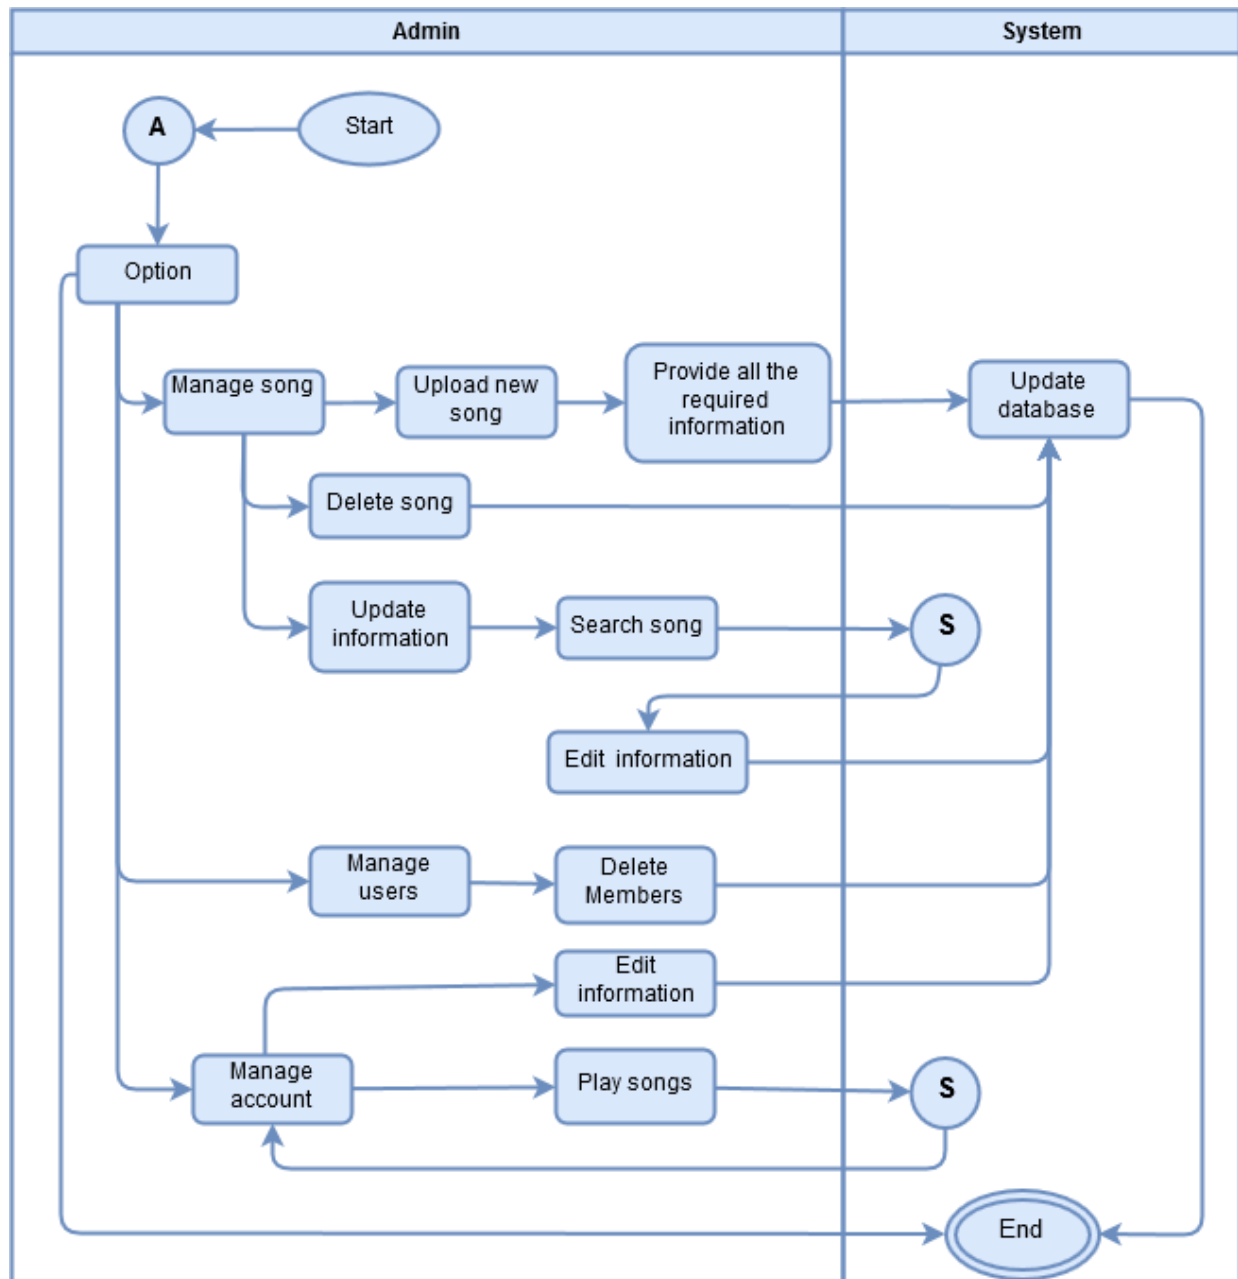 Admin
System
A
Start
Option
Manage song
Upload new
song
Provide all the
required
information
Update
database
Delete song
Update
information
Search song
S
Edit information
Manage
users
Delete
Members
Edit
information
Manage
account
Play songs
S
End